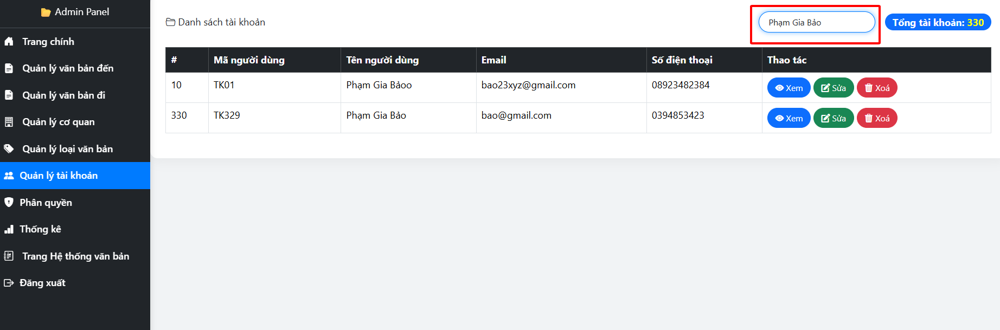 Admin Panel
Trang chính
Quản lý văn bản đến
Quản lý văn bản đi
Quản lý cơ quan
Quản lý loại văn bản
Quản lý tài khoản
Phân quyền
Thống kê
Trang Hệ thống văn bản
Đăng xuất
Danh sách tài khoản
Phạm Gia Bảo
Tổng tài khoản: 330
# Mã người dùng Tên người dùng Email Số điện thoại Thao tác
10 TK01 Phạm Gia Bảoo bao23xyz@gmail.com 08923482384 Xem Sửa Xoá
330 TK329 Phạm Gia Bảo bao@gmail.com 0394853423 Xem Sửa Xoá